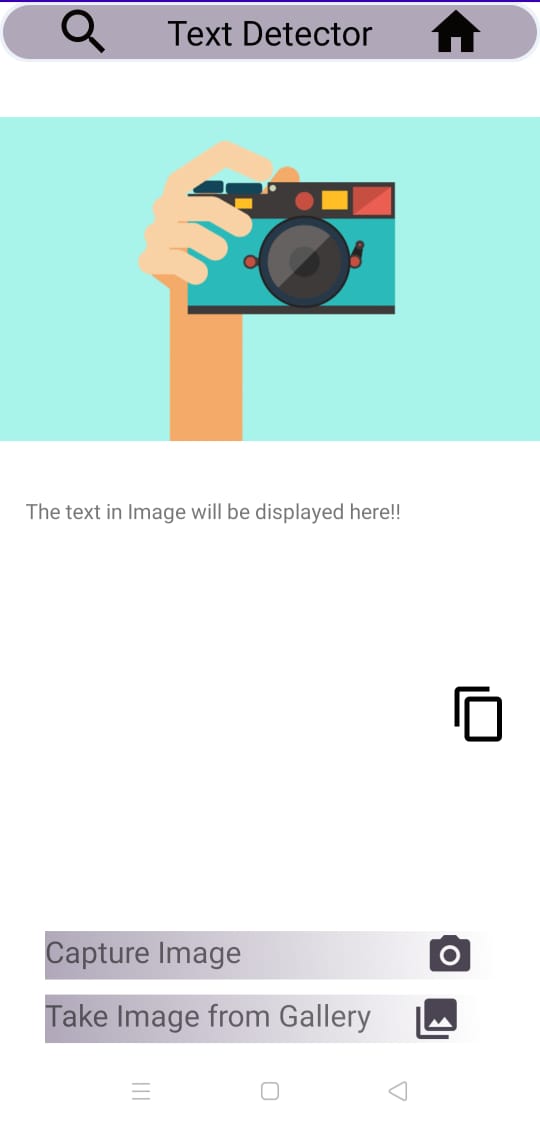 Text Detector
The text in Image will be displayed here!!
Capture Image
Take Image from Gallery